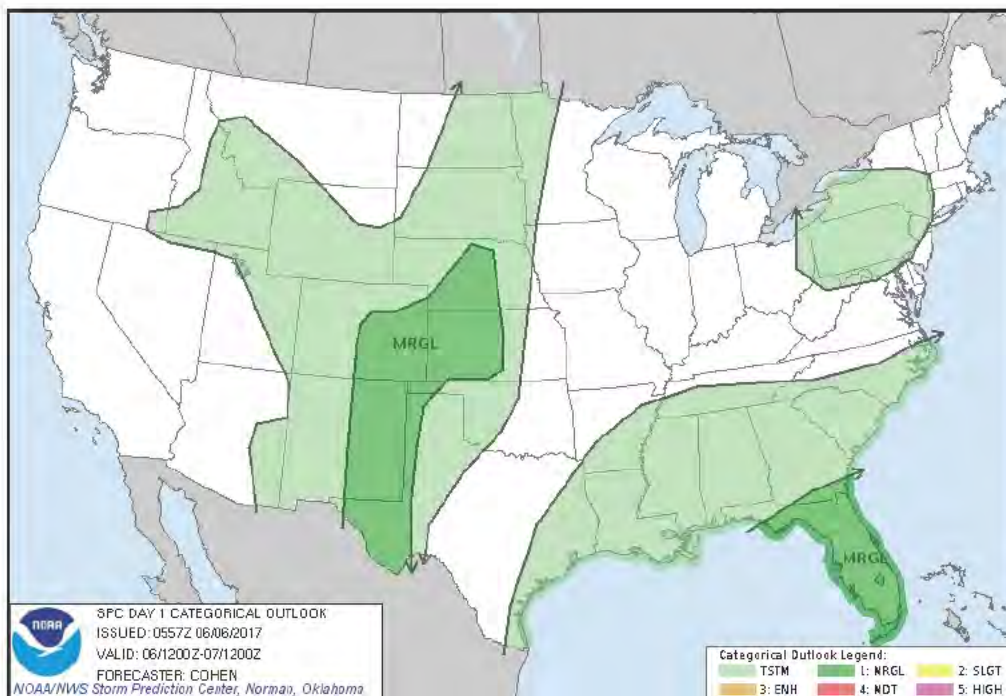 MRGL
MRGL
NOAA
SPC DAY 1 CATEGORICAL OUTLOOK
ISSUED: 0557Z 06/06/2017
VALID: 06/1200Z-07/1200Z
FORECASTER: COHEN
NOAA/NWS Storm Prediction Center, Norman, Oklahoma
Categorical Outlook Legend:
TSTM 1: MRGL 2: SLGT
3: ENH 4: MDT 5: HIGH